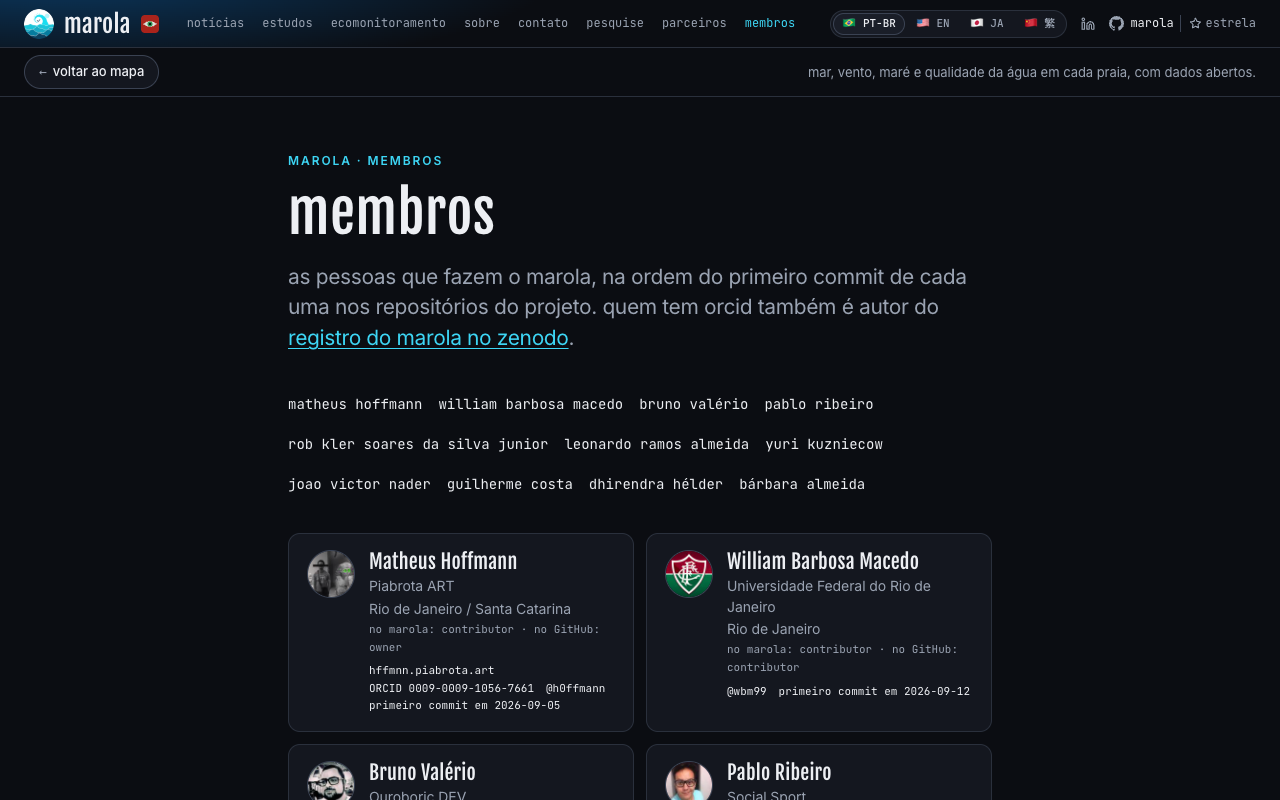 marola
notícias estudos ecomonitoramento sobre contato pesquise parceiros membros
PT-BR EN JA 繁
marola estrela
← voltar ao mapa
mar, vento, maré e qualidade da água em cada praia, com dados abertos.
MAROLA · MEMBROS
membros
as pessoas que fazem o marola, na ordem do primeiro commit de cada
uma nos repositórios do projeto. quem tem orcid também é autor do
registro do marola no zenodo.
matheus hoffmann william barbosa macedo bruno valério pablo ribeiro
rob kler soares da silva junior leonardo ramos almeida yuri kuzniecow
joao victor nader guilherme costa dhirendra hélder bárbara almeida
Matheus Hoffmann
Piabrota ART
Rio de Janeiro / Santa Catarina
no marola: contributor · no GitHub:
owner
hffmnn.piabrota.art
ORCID 0009-0009-1056-7661 @h0ffmann
primeiro commit em 2026-09-05
William Barbosa Macedo
Universidade Federal do Rio de
Janeiro
Rio de Janeiro
no marola: contributor · no GitHub:
contributor
@wbm99 primeiro commit em 2026-09-12
Bruno Valério
Ouroboric DEV
Pablo Ribeiro
Social Sport